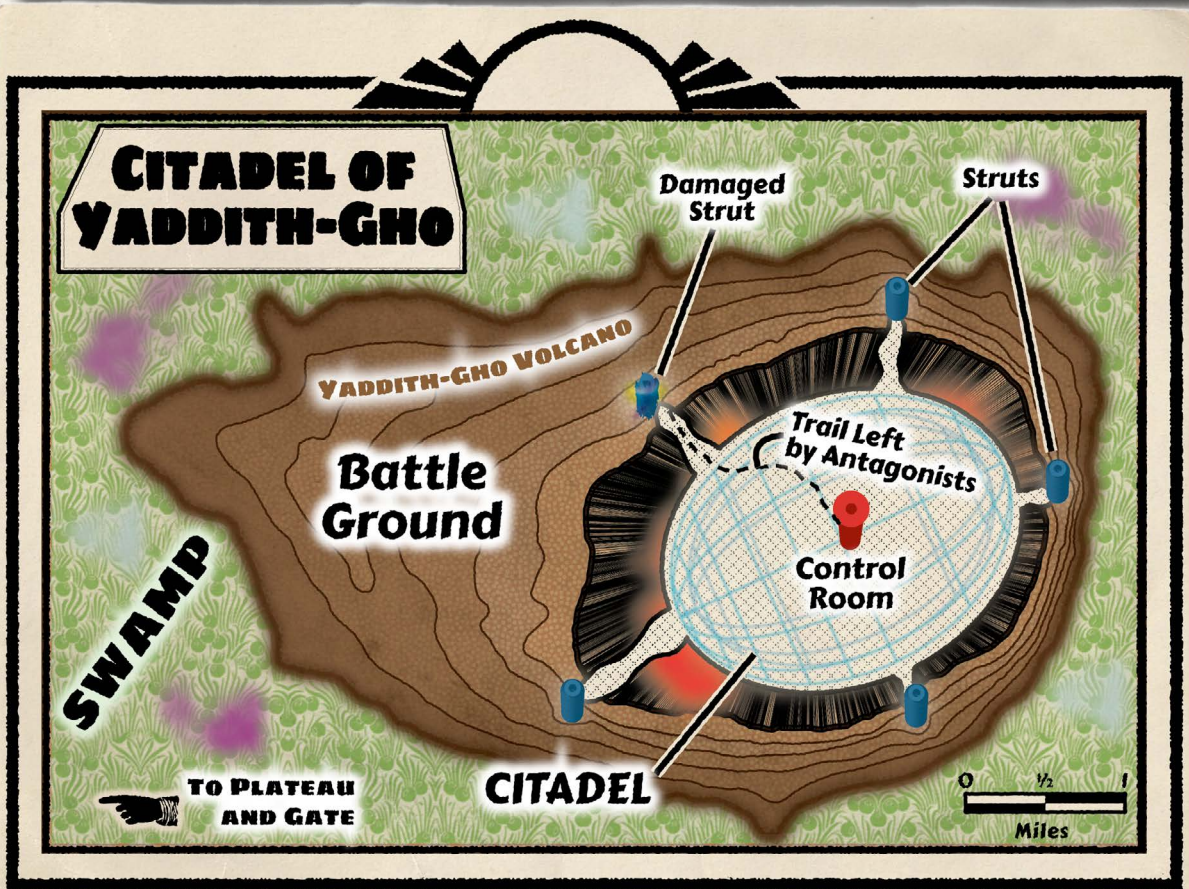 Citadel of
Yaddith-Gho
Damaged
Strut
Struts
Yaddith-Gho Volcano
Trail Left
by Antagonists
Battle
Ground
Control
Room
SWAMP
CITADEL
To Plateau
and Gate
0 ½ 1
Miles